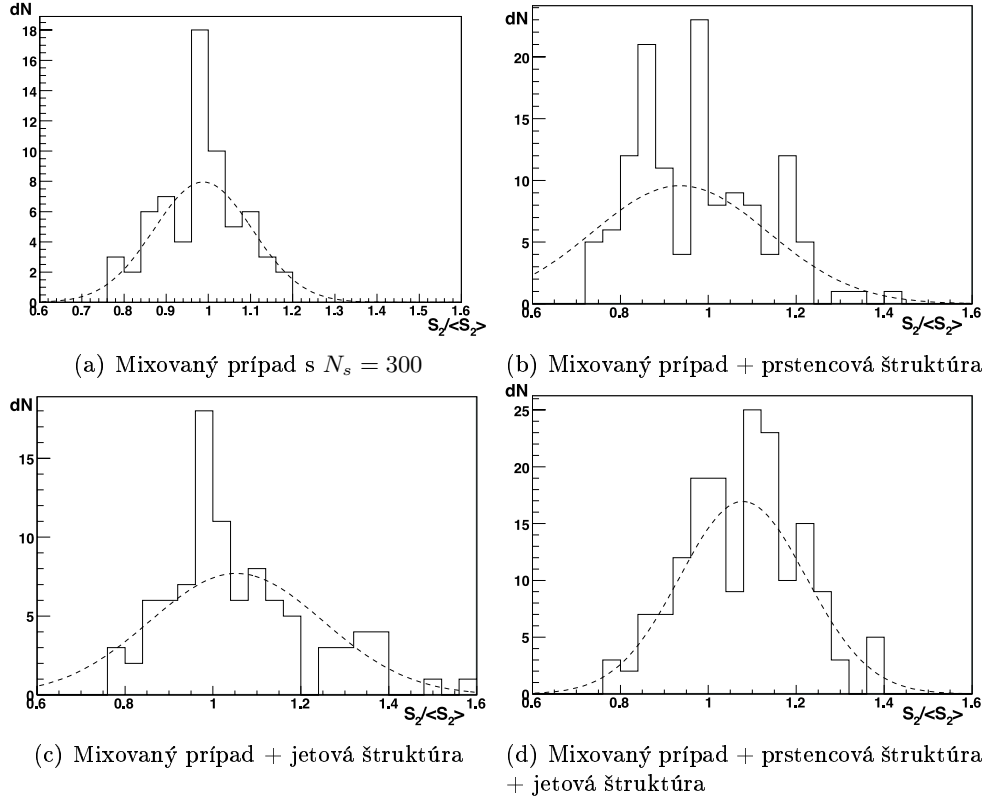 dN
18
16
14
12
10
8
6
4
2
0
0.6 0.7 0.8 0.9 1 1.1 1.2 1.3 1.4 1.5 1.6
S2/<S2>
(a) Mixovaný prípad s Ns = 300
dN
20
15
10
5
0
0.6 0.8 1 1.2 1.4 1.6
S2/<S2>
(b) Mixovaný prípad + prstencová štruktúra
dN
15
10
5
0
0.6 0.8 1 1.2 1.4 1.6
S2/<S2>
(c) Mixovaný prípad + jetová štruktúra
dN
25
20
15
10
5
0
0.6 0.8 1 1.2 1.4 1.6
S2/<S2>
(d) Mixovaný prípad + prstencová štruktúra
+ jetová štruktúra